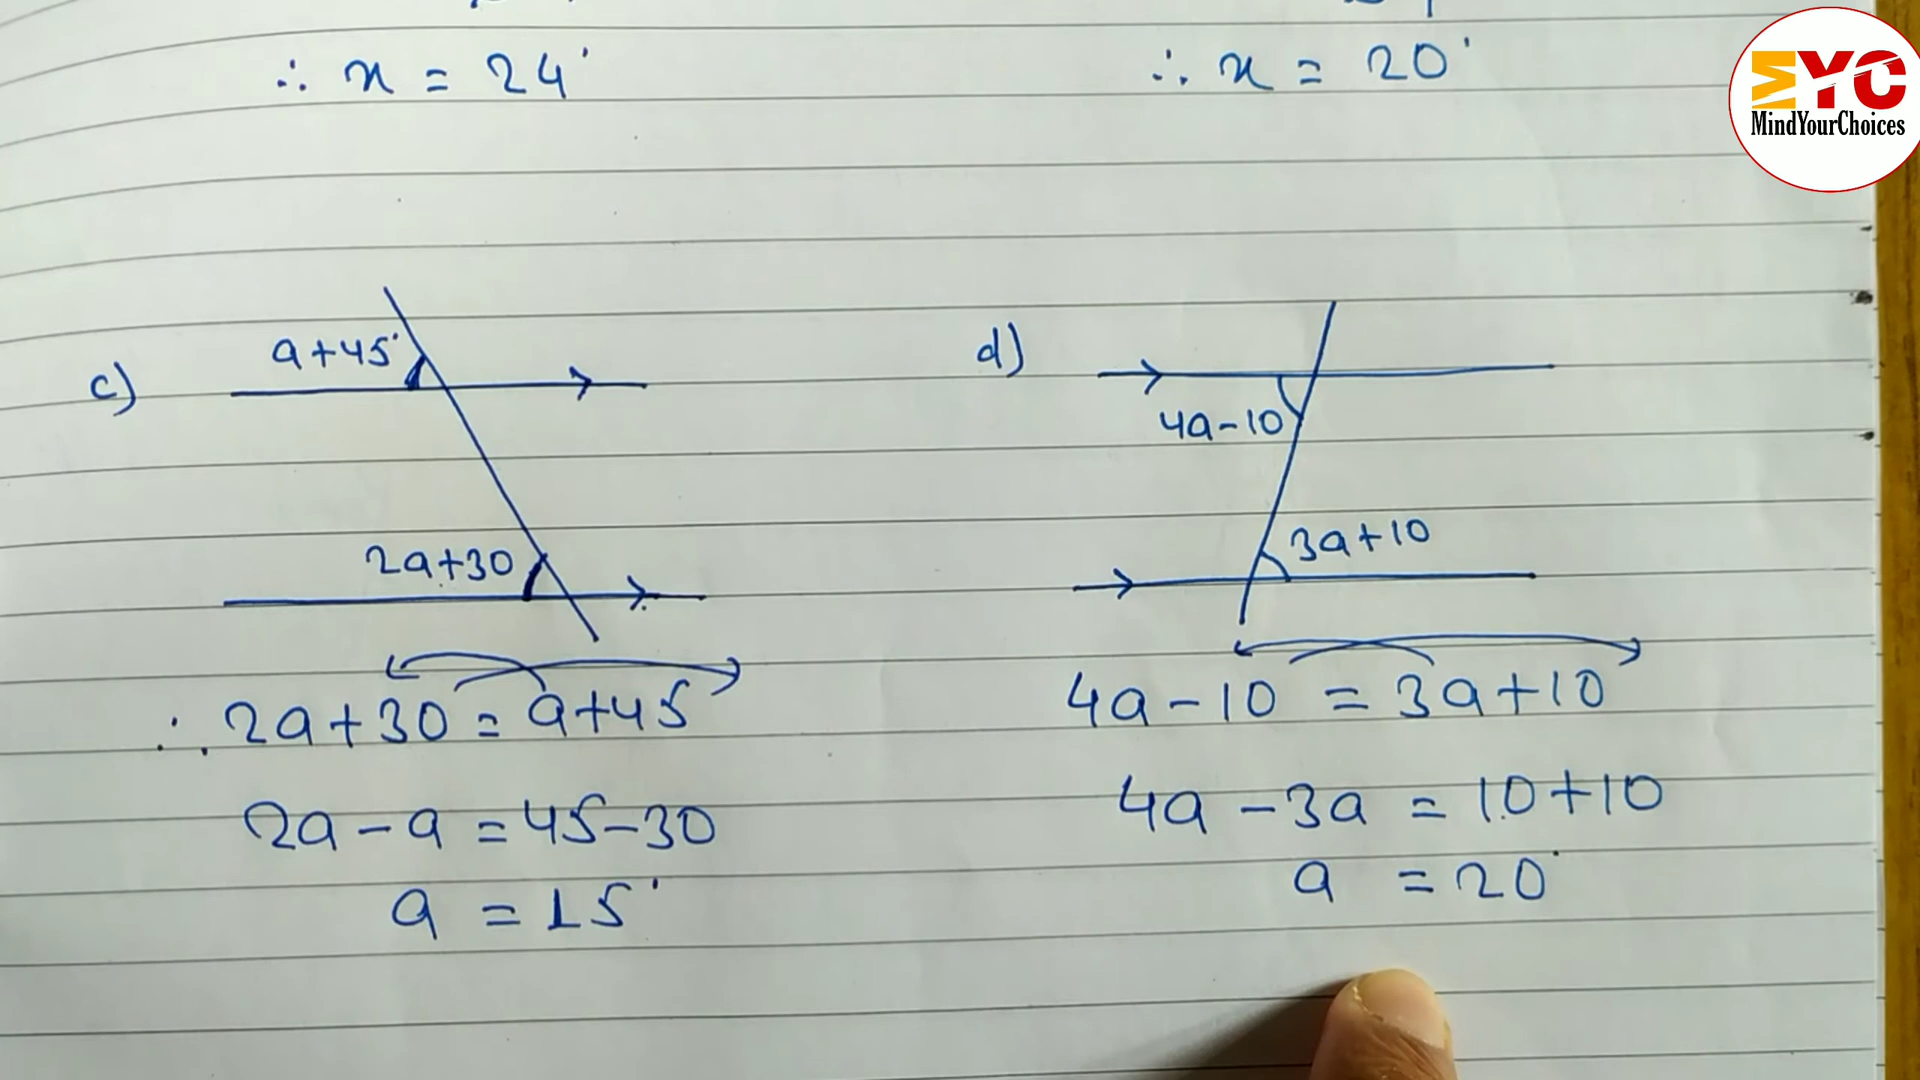 ∴ x = 24°
∴ x = 20°
MYC
MindYourChoices
c)
a+45°
2a+30
∴ 2a+30 = a+45
2a - a = 45-30
a = 15°
d)
4a-10
3a+10
4a - 10 = 3a+10
4a - 3a = 10+10
a = 20°